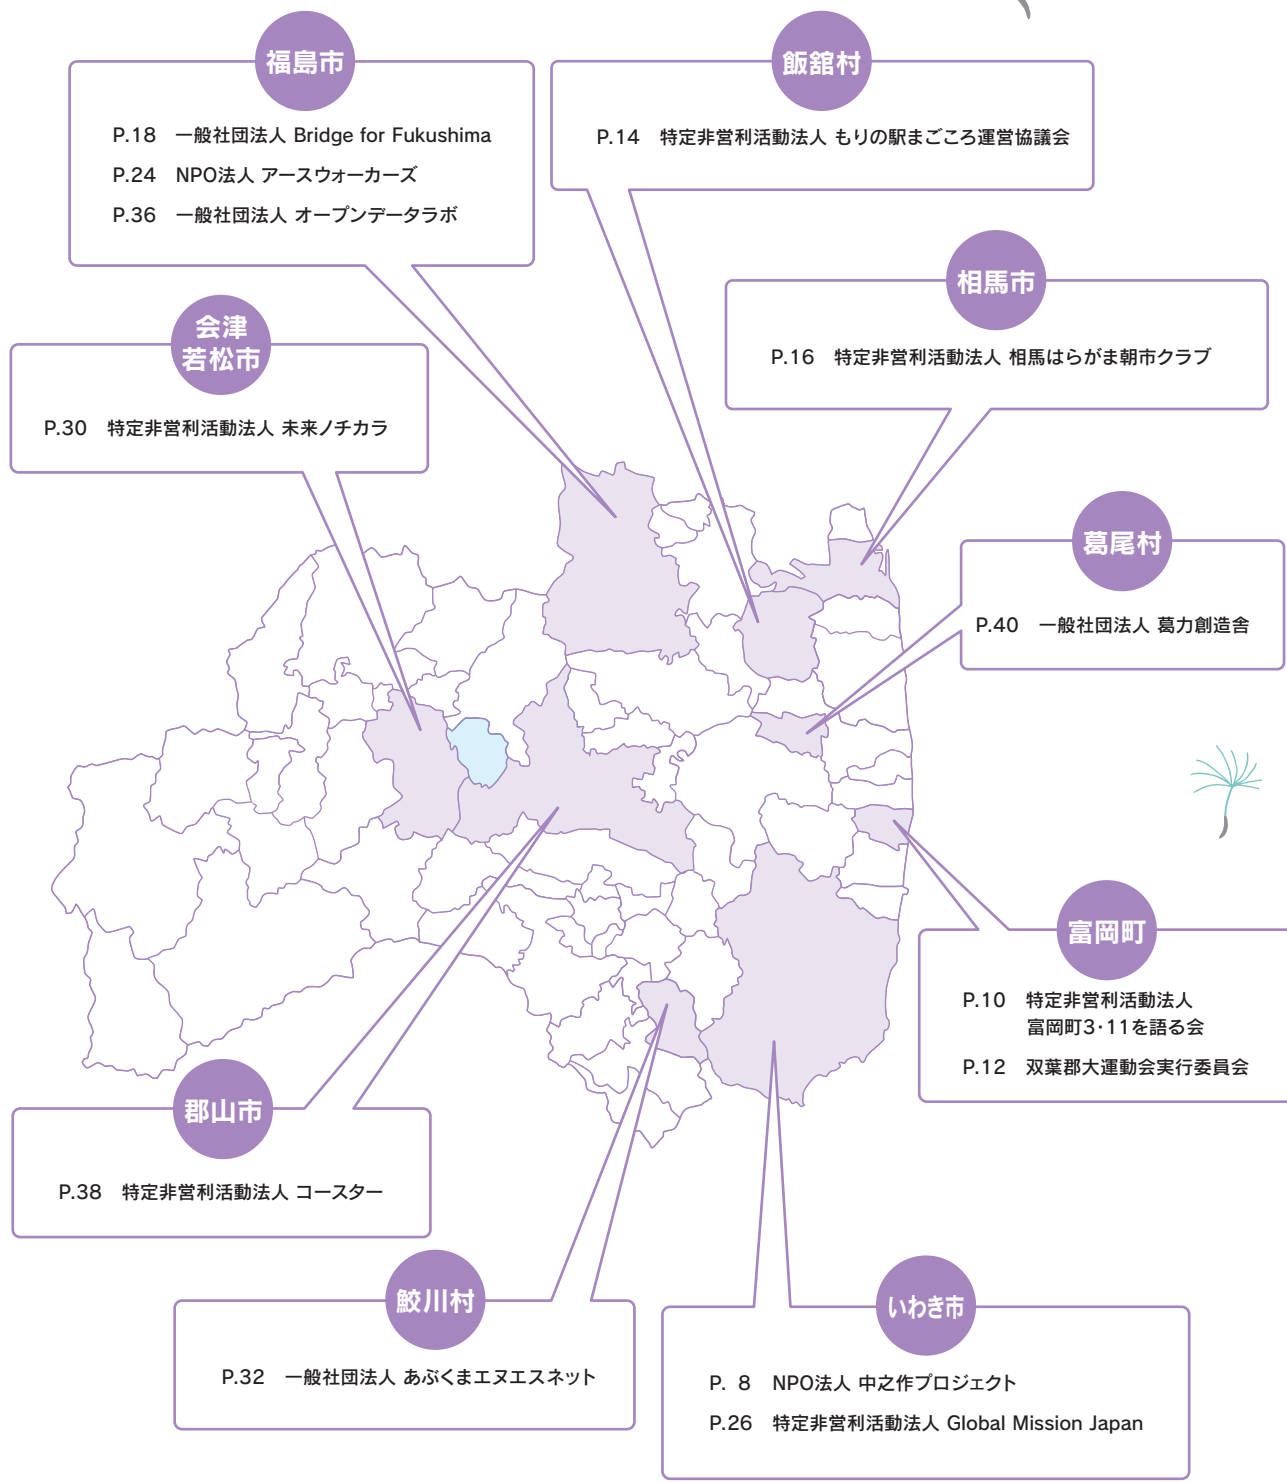 福島市
P.18 一般社団法人 Bridge for Fukushima
P.24 NPO法人 アースウォーカーズ
P.36 一般社団法人 オープンデータラボ
飯舘村
P.14 特定非営利活動法人 もりの駅まごころ運営協議会
相馬市
P.16 特定非営利活動法人 相馬はらがま朝市クラブ
会津
若松市
P.30 特定非営利活動法人 未来ノチカラ
葛尾村
P.40 一般社団法人 葛力創造舎
富岡町
P.10 特定非営利活動法人
富岡町3・11を語る会
P.12 双葉郡大運動会実行委員会
郡山市
P.38 特定非営利活動法人 コースター
鮫川村
P.32 一般社団法人 あぶくまエヌエスネット
いわき市
P. 8 NPO法人 中之作プロジェクト
P.26 特定非営利活動法人 Global Mission Japan